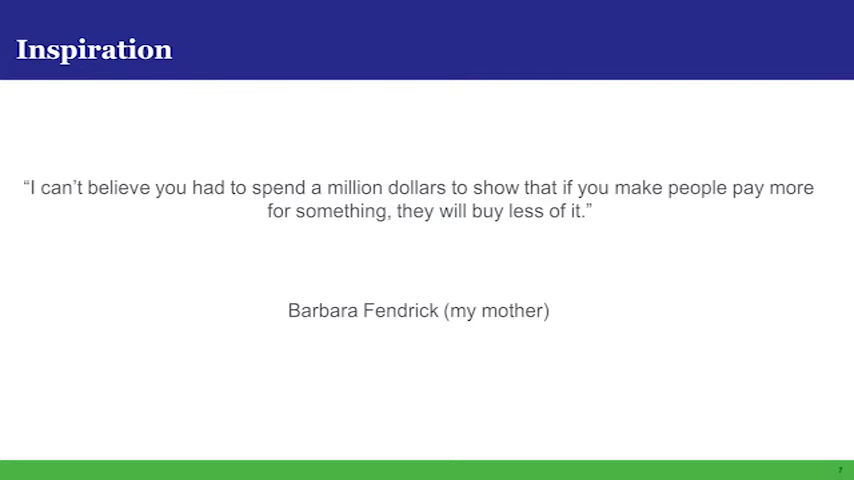 Inspiration
“I can’t believe you had to spend a million dollars to show that if you make people pay more
for something, they will buy less of it.”
Barbara Fendrick (my mother)
7